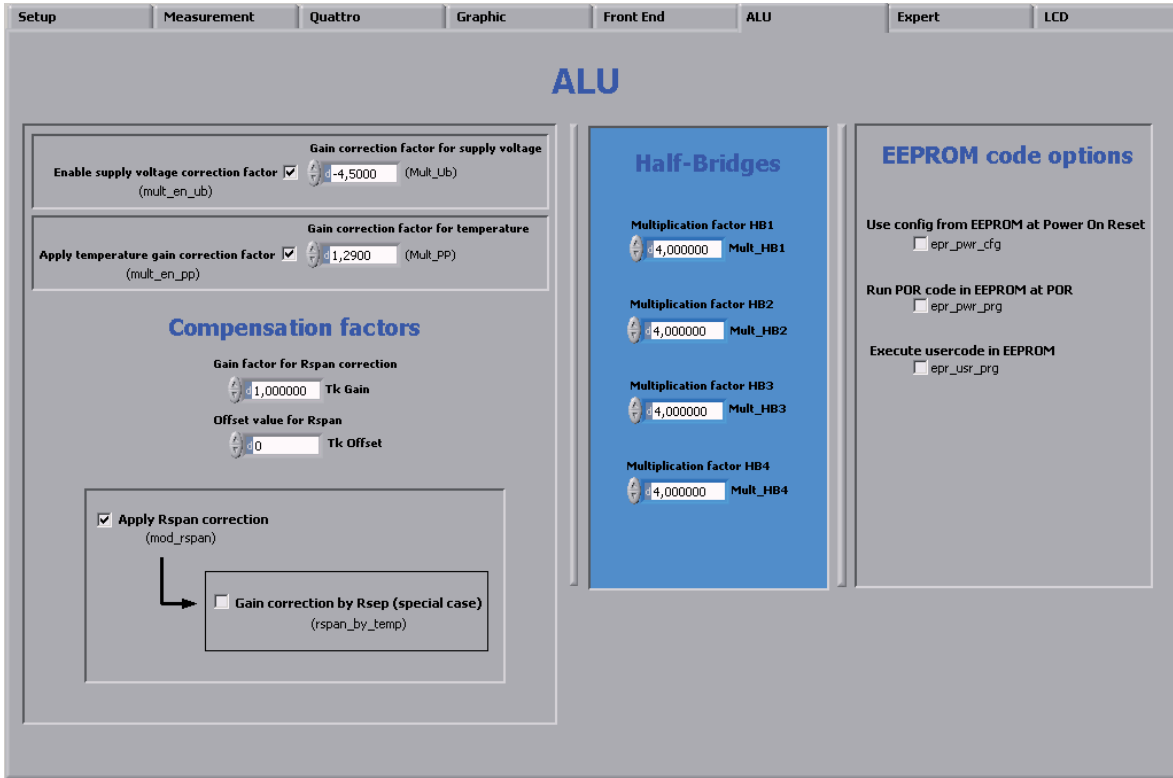 Setup
Measurement
Quattro
Graphic
Front End
ALU
Expert
LCD
ALU
Gain correction factor for supply voltage
Enable supply voltage correction factor
d -4,5000 (Mult_Ub)
(mult_en_ub)
Gain correction factor for temperature
Apply temperature gain correction factor
d 1,2900 (Mult_PP)
(mult_en_pp)
Compensation factors
Gain factor for Rspan correction
d 1,000000 Tk Gain
Offset value for Rspan
d 0 Tk Offset
Apply Rspan correction
(mod_rspan)
Gain correction by Rsep (special case)
(rspan_by_temp)
Half-Bridges
Multiplication factor HB1
d 4,000000 Mult_HB1
Multiplication factor HB2
d 4,000000 Mult_HB2
Multiplication factor HB3
d 4,000000 Mult_HB3
Multiplication factor HB4
d 4,000000 Mult_HB4
EEPROM code options
Use config from EEPROM at Power On Reset
epr_pwr_cfg
Run POR code in EEPROM at POR
epr_pwr_prg
Execute usercode in EEPROM
epr_usr_prg